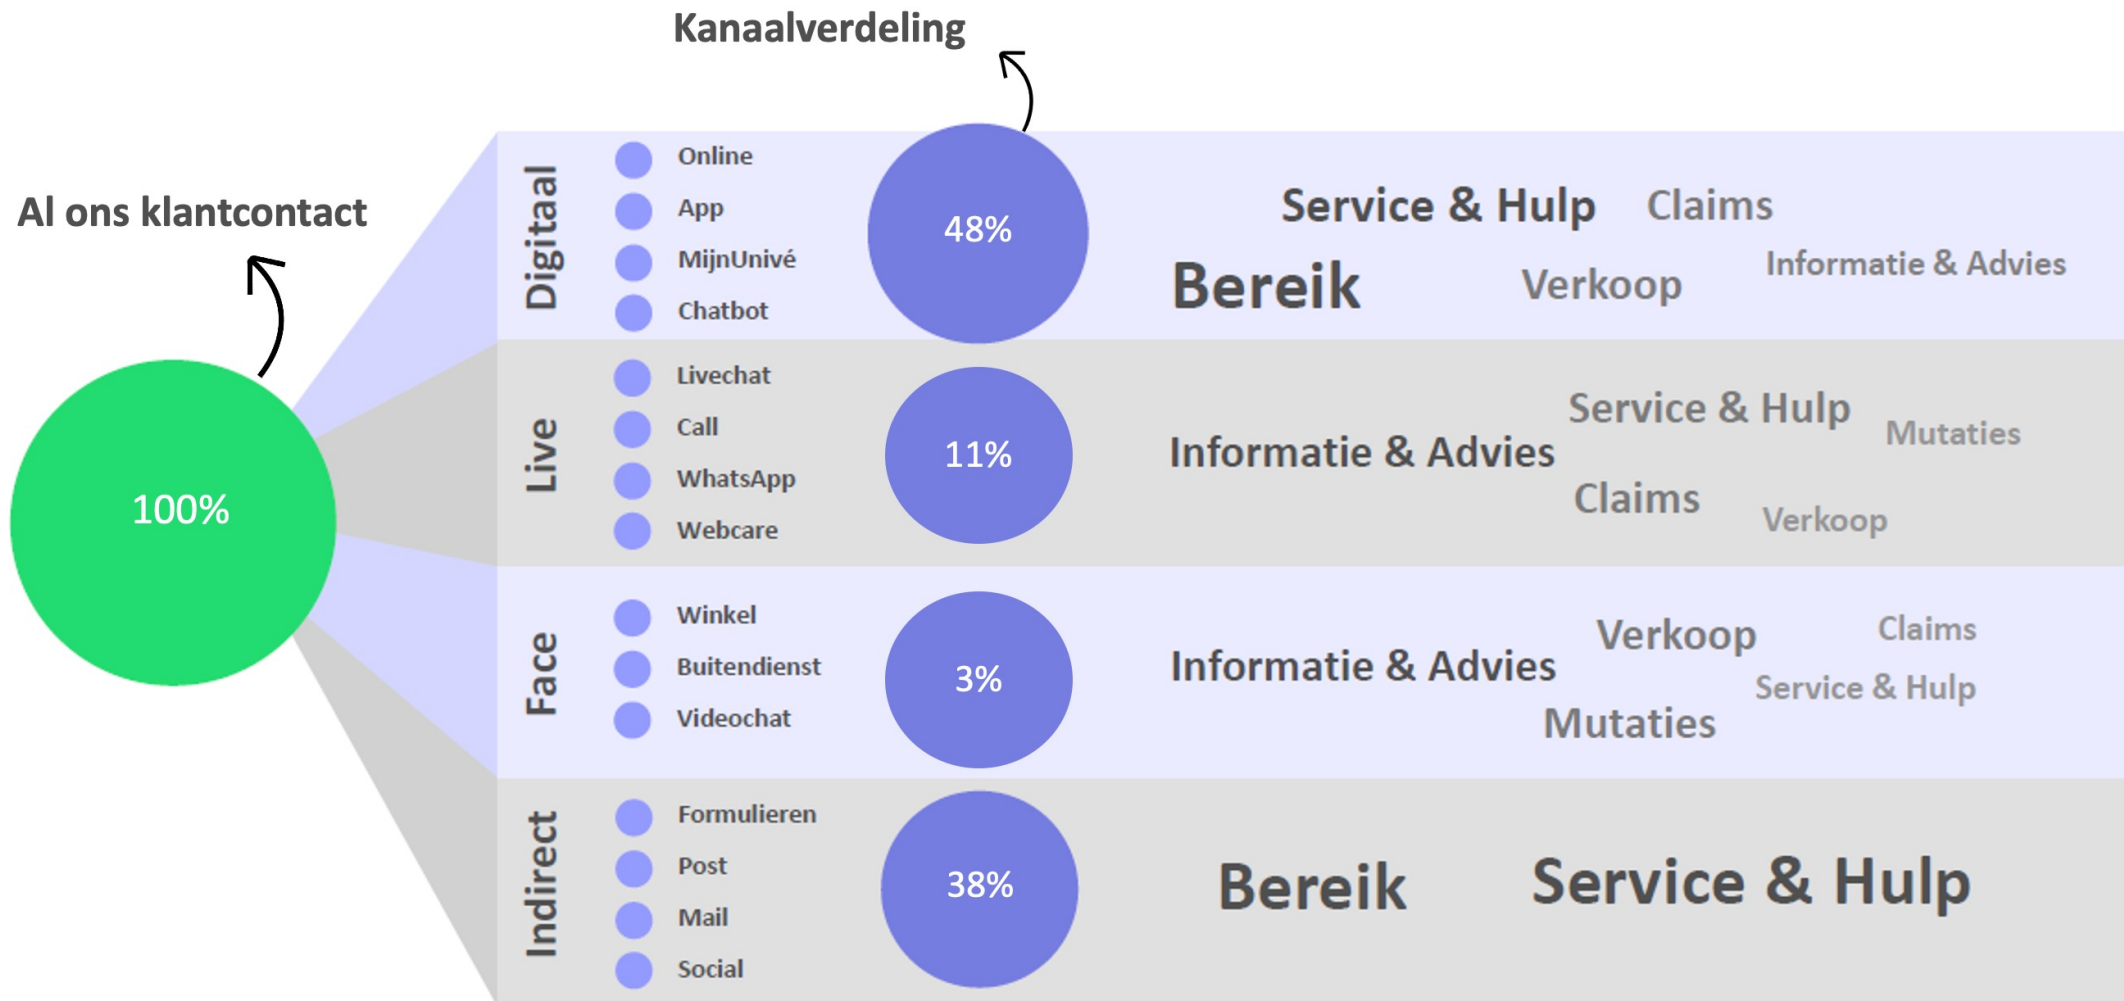 Kanaalverdeling
Al ons klantcontact
100%
Digitaal
Online
App
MijnUnivé
Chatbot
48%
Service & Hulp
Claims
Bereik
Verkoop
Informatie & Advies
Live
Livechat
Call
WhatsApp
Webcare
11%
Informatie & Advies
Service & Hulp
Mutaties
Claims
Verkoop
Face
Winkel
Buitendienst
Videochat
3%
Informatie & Advies
Verkoop
Claims
Service & Hulp
Mutaties
Indirect
Formulieren
Post
Mail
Social
38%
Bereik
Service & Hulp